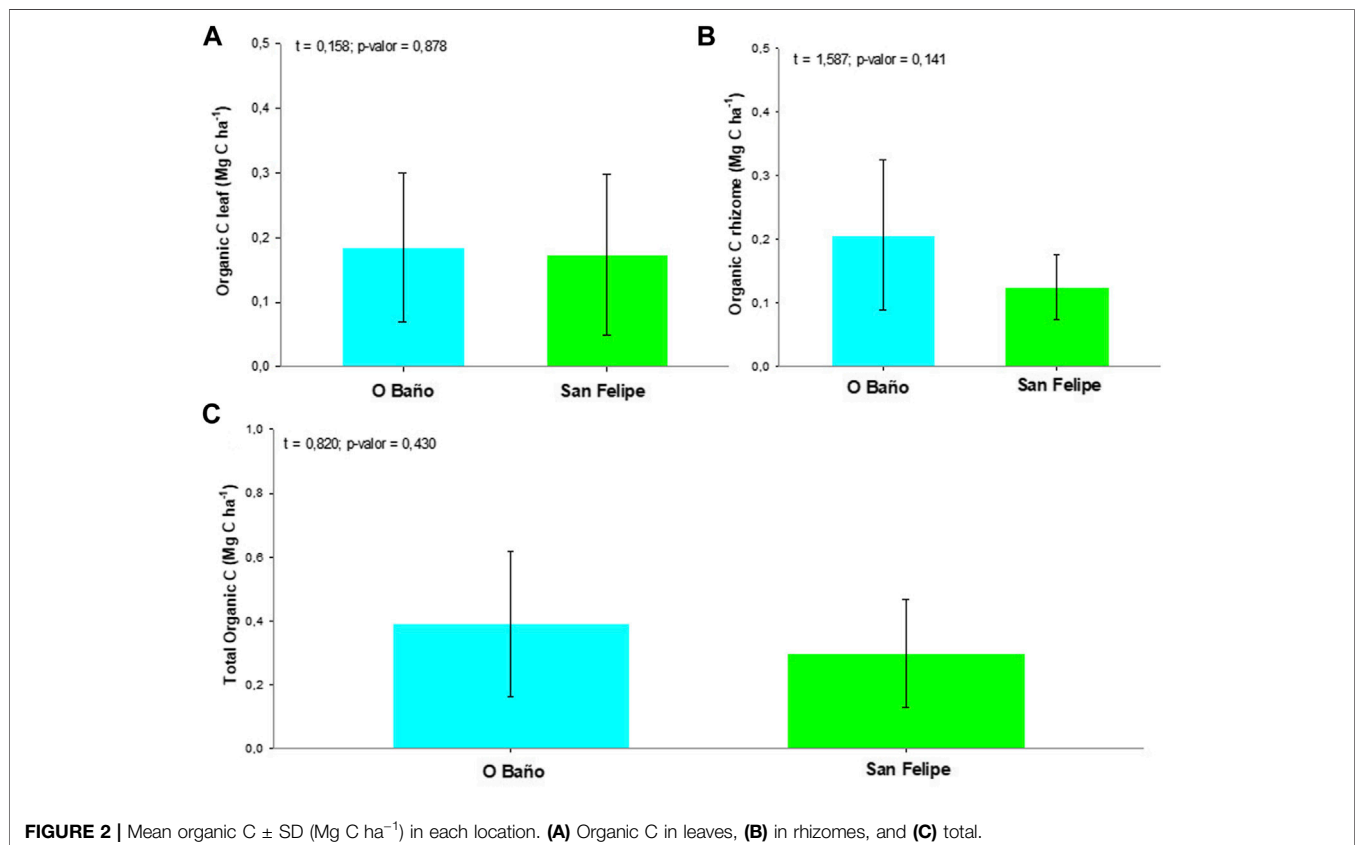 A
t = 0,158; p-valor = 0,878
Organic C leaf (Mg C ha⁻¹)
0,5
0,4
0,3
0,2
0,1
0,0
O Baño
San Felipe
B
t = 1,587; p-valor = 0,141
Organic C rhizome (Mg C ha⁻¹)
0,5
0,4
0,3
0,2
0,1
0,0
O Baño
San Felipe
C
t = 0,820; p-valor = 0,430
Total Organic C (Mg C ha⁻¹)
1,0
0,8
0,6
0,4
0,2
0,0
O Baño
San Felipe
FIGURE 2 | Mean organic C ± SD (Mg C ha⁻¹) in each location. (A) Organic C in leaves, (B) in rhizomes, and (C) total.